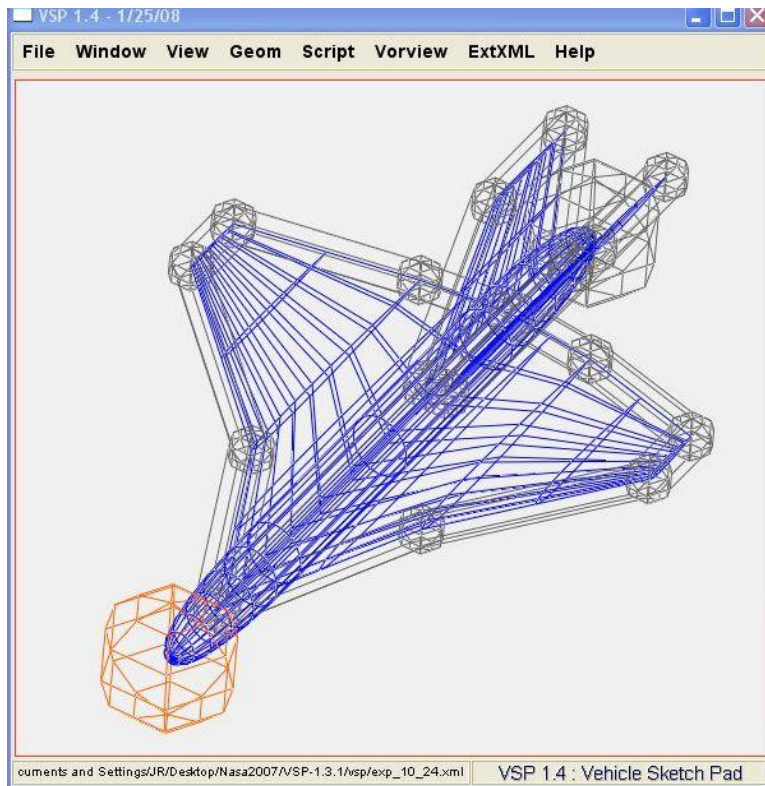 VSP 1.4 - 1/25/08
File Window View Geom Script Vorview ExtXML Help
cuments and Settings/JR/Desktop/Nasa2007/VSP-1.3.1/vsp/exp_10_24.xml
VSP 1.4 : Vehicle Sketch Pad